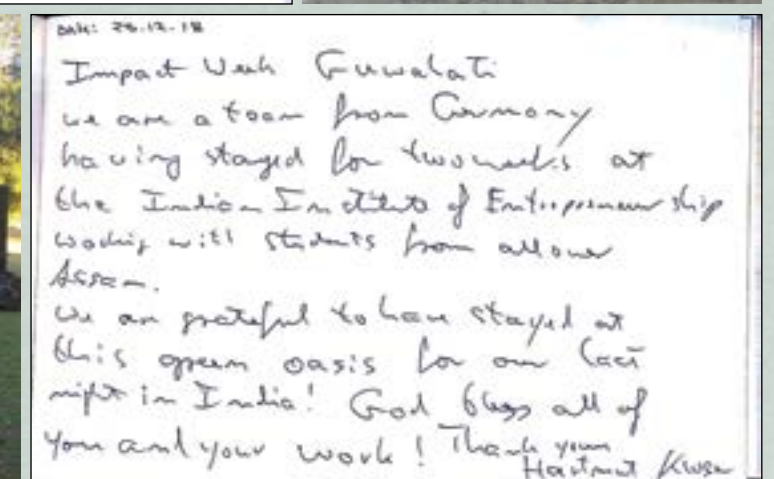 Date: 28.12.18
Impact Week Guwahati
we are a team from Germany
having stayed for two weeks at
the Indian Institute of Entrepreneurship
working with students from all over
Assam.
We are grateful to have stayed at
this green oasis for our last
night in India! God bless all of
you and your work! Thank you
Hartmut